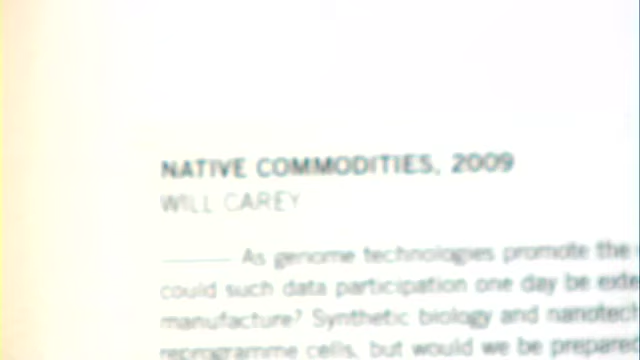 NATIVE COMMODITIES, 2009
WILL CAREY
As genome technologies promote the
could such data participation one day be
manufacture? Synthetic biology and
reprogramme cells, but would we be prepared